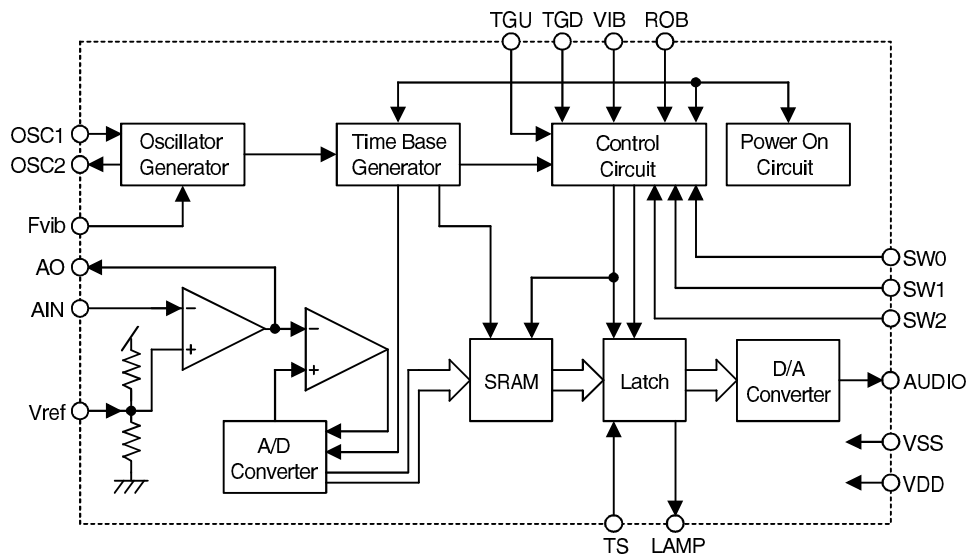 TGU TGD VIB ROB
OSC1
OSC2
Oscillator
Generator
Time Base
Generator
Control
Circuit
Power On
Circuit
Fvib
AO
AIN
Vref
−
+
−
+
A/D
Converter
SRAM
Latch
D/A
Converter
SW0
SW1
SW2
AUDIO
VSS
VDD
TS LAMP